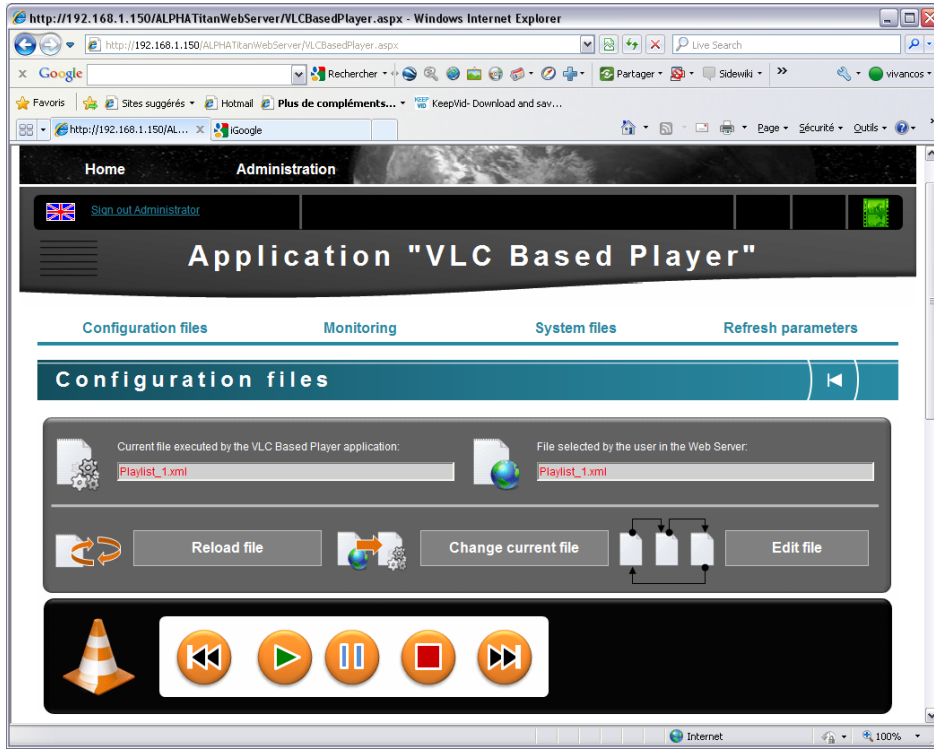 http://192.168.1.150/ALPHATitanWebServer/VLCBasedPlayer.aspx - Windows Internet Explorer
http://192.168.1.150/ALPHATitanWebServer/VLCBasedPlayer.aspx
Live Search
x Google Rechercher Partager Sidewiki » vivancos
Favoris Sites suggérés Hotmail Plus de compléments... KeepVid- Download and sav...
http://192.168.1.150/AL... X iGoogle Page Sécurité Outils »
Home Administration
Sign out Administrator
Application "VLC Based Player"
Configuration files Monitoring System files Refresh parameters
Configuration files
Current file executed by the VLC Based Player application: File selected by the user in the Web Server:
Playlist_1.xml Playlist_1.xml
Reload file Change current file Edit file
Internet 100%